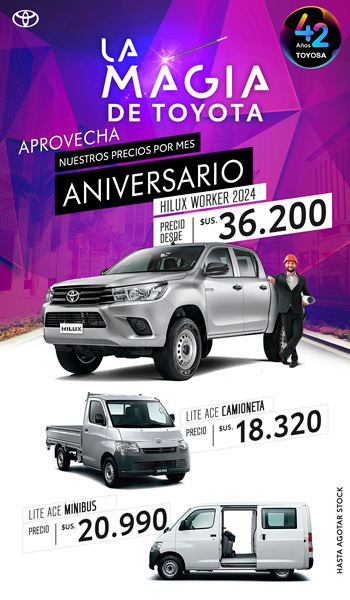 42
Años
TOYOSA
LA
MAGIA
DE TOYOTA
APROVECHA
NUESTROS PRECIOS POR MES
ANIVERSARIO
HILUX WORKER 2024
PRECIO
DESDE
$US. 36.200
HILUX
LITE ACE CAMIONETA
PRECIO $US. 18.320
LITE ACE MINIBUS
PRECIO $US. 20.990
HASTA AGOTAR STOCK